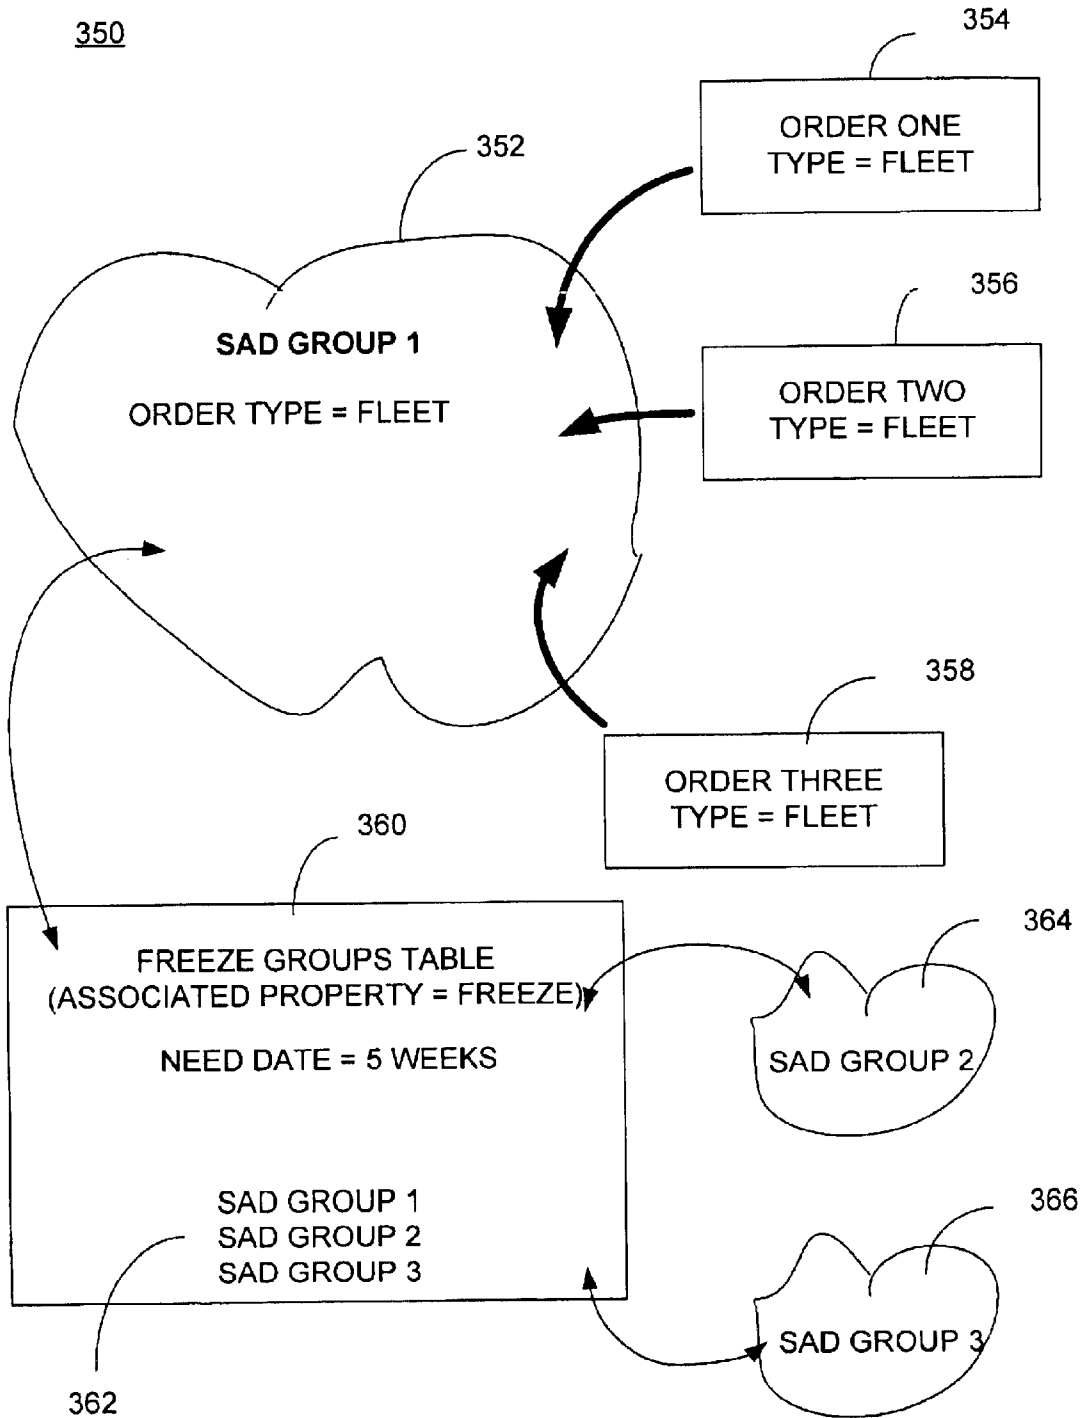 350
354
ORDER ONE
TYPE = FLEET
352
356
SAD GROUP 1
ORDER TYPE = FLEET
ORDER TWO
TYPE = FLEET
358
ORDER THREE
TYPE = FLEET
360
FREEZE GROUPS TABLE
(ASSOCIATED PROPERTY = FREEZE)
NEED DATE = 5 WEEKS
SAD GROUP 1
SAD GROUP 2
SAD GROUP 3
362
364
SAD GROUP 2
366
SAD GROUP 3